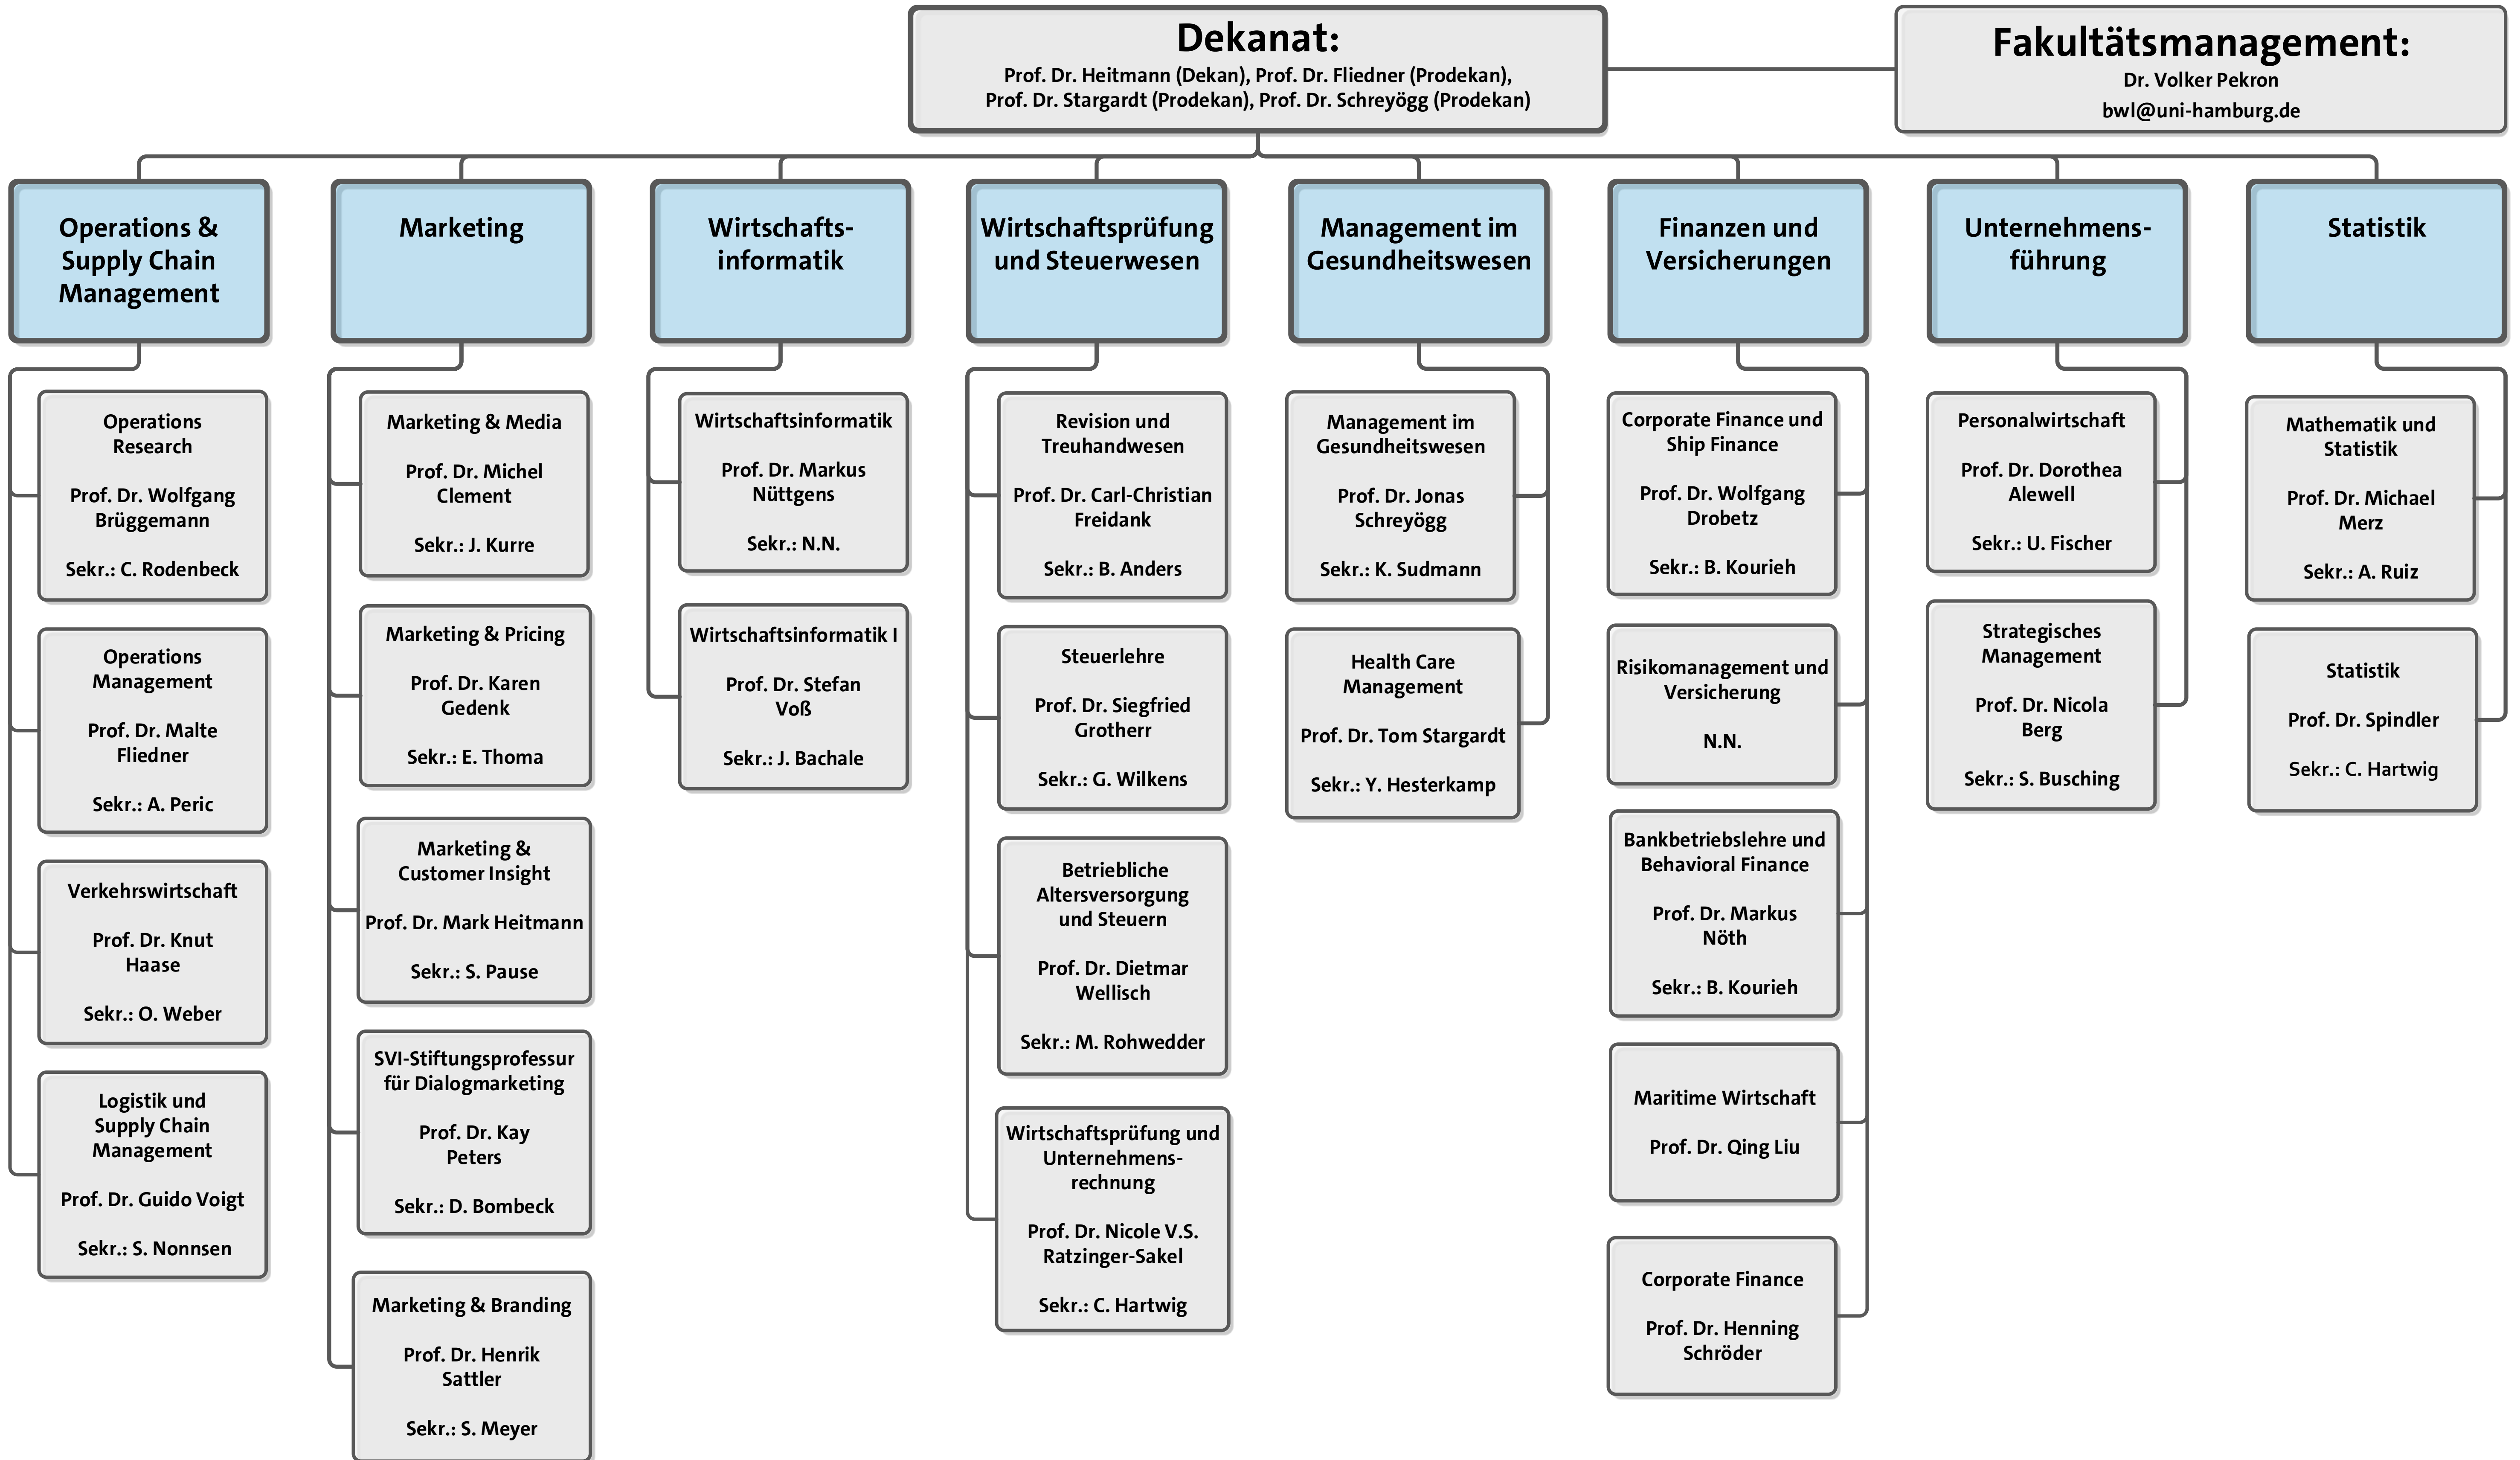 Dekanat:
Prof. Dr. Heitmann (Dekan), Prof. Dr. Fliedner (Prodekan),
Prof. Dr. Stargardt (Prodekan), Prof. Dr. Schreyögg (Prodekan)
Fakultätsmanagement:
Dr. Volker Pekron
bwl@uni-hamburg.de
Operations &
Supply Chain
Management
Operations
Research
Prof. Dr. Wolfgang
Brüggemann
Sekr.: C. Rodenbeck
Operations
Management
Prof. Dr. Malte
Fliedner
Sekr.: A. Peric
Verkehrswirtschaft
Prof. Dr. Knut
Haase
Sekr.: O. Weber
Logistik und
Supply Chain
Management
Prof. Dr. Guido Voigt
Sekr.: S. Nonnsen
Marketing
Marketing & Media
Prof. Dr. Michel
Clement
Sekr.: J. Kurre
Marketing & Pricing
Prof. Dr. Karen
Gedenk
Sekr.: E. Thoma
Marketing &
Customer Insight
Prof. Dr. Mark Heitmann
Sekr.: S. Pause
SVI-Stiftungsprofessur
für Dialogmarketing
Prof. Dr. Kay
Peters
Sekr.: D. Bombeck
Marketing & Branding
Prof. Dr. Henrik
Sattler
Sekr.: S. Meyer
Wirtschafts-
informatik
Wirtschaftsinformatik
Prof. Dr. Markus
Nüttgens
Sekr.: N.N.
Wirtschaftsinformatik I
Prof. Dr. Stefan
Voß
Sekr.: J. Bachale
Wirtschaftsprüfung
und Steuerwesen
Revision und
Treuhandwesen
Prof. Dr. Carl-Christian
Freidank
Sekr.: B. Anders
Steuerlehre
Prof. Dr. Siegfried
Grotherr
Sekr.: G. Wilkens
Betriebliche
Altersversorgung
und Steuern
Prof. Dr. Dietmar
Wellisch
Sekr.: M. Rohwedder
Wirtschaftsprüfung und
Unternehmens-
rechnung
Prof. Dr. Nicole V.S.
Ratzinger-Sakel
Sekr.: C. Hartwig
Management im
Gesundheitswesen
Management im
Gesundheitswesen
Prof. Dr. Jonas
Schreyögg
Sekr.: K. Sudmann
Health Care
Management
Prof. Dr. Tom Stargardt
Sekr.: Y. Hesterkamp
Finanzen und
Versicherungen
Corporate Finance und
Ship Finance
Prof. Dr. Wolfgang
Drobetz
Sekr.: B. Kourieh
Risikomanagement und
Versicherung
N.N.
Bankbetriebslehre und
Behavioral Finance
Prof. Dr. Markus
Nöth
Sekr.: B. Kourieh
Maritime Wirtschaft
Prof. Dr. Qing Liu
Corporate Finance
Prof. Dr. Henning
Schröder
Unternehmens-
führung
Personalwirtschaft
Prof. Dr. Dorothea
Alewell
Sekr.: U. Fischer
Strategisches
Management
Prof. Dr. Nicola
Berg
Sekr.: S. Busching
Statistik
Mathematik und
Statistik
Prof. Dr. Michael
Merz
Sekr.: A. Ruiz
Statistik
Prof. Dr. Spindler
Sekr.: C. Hartwig